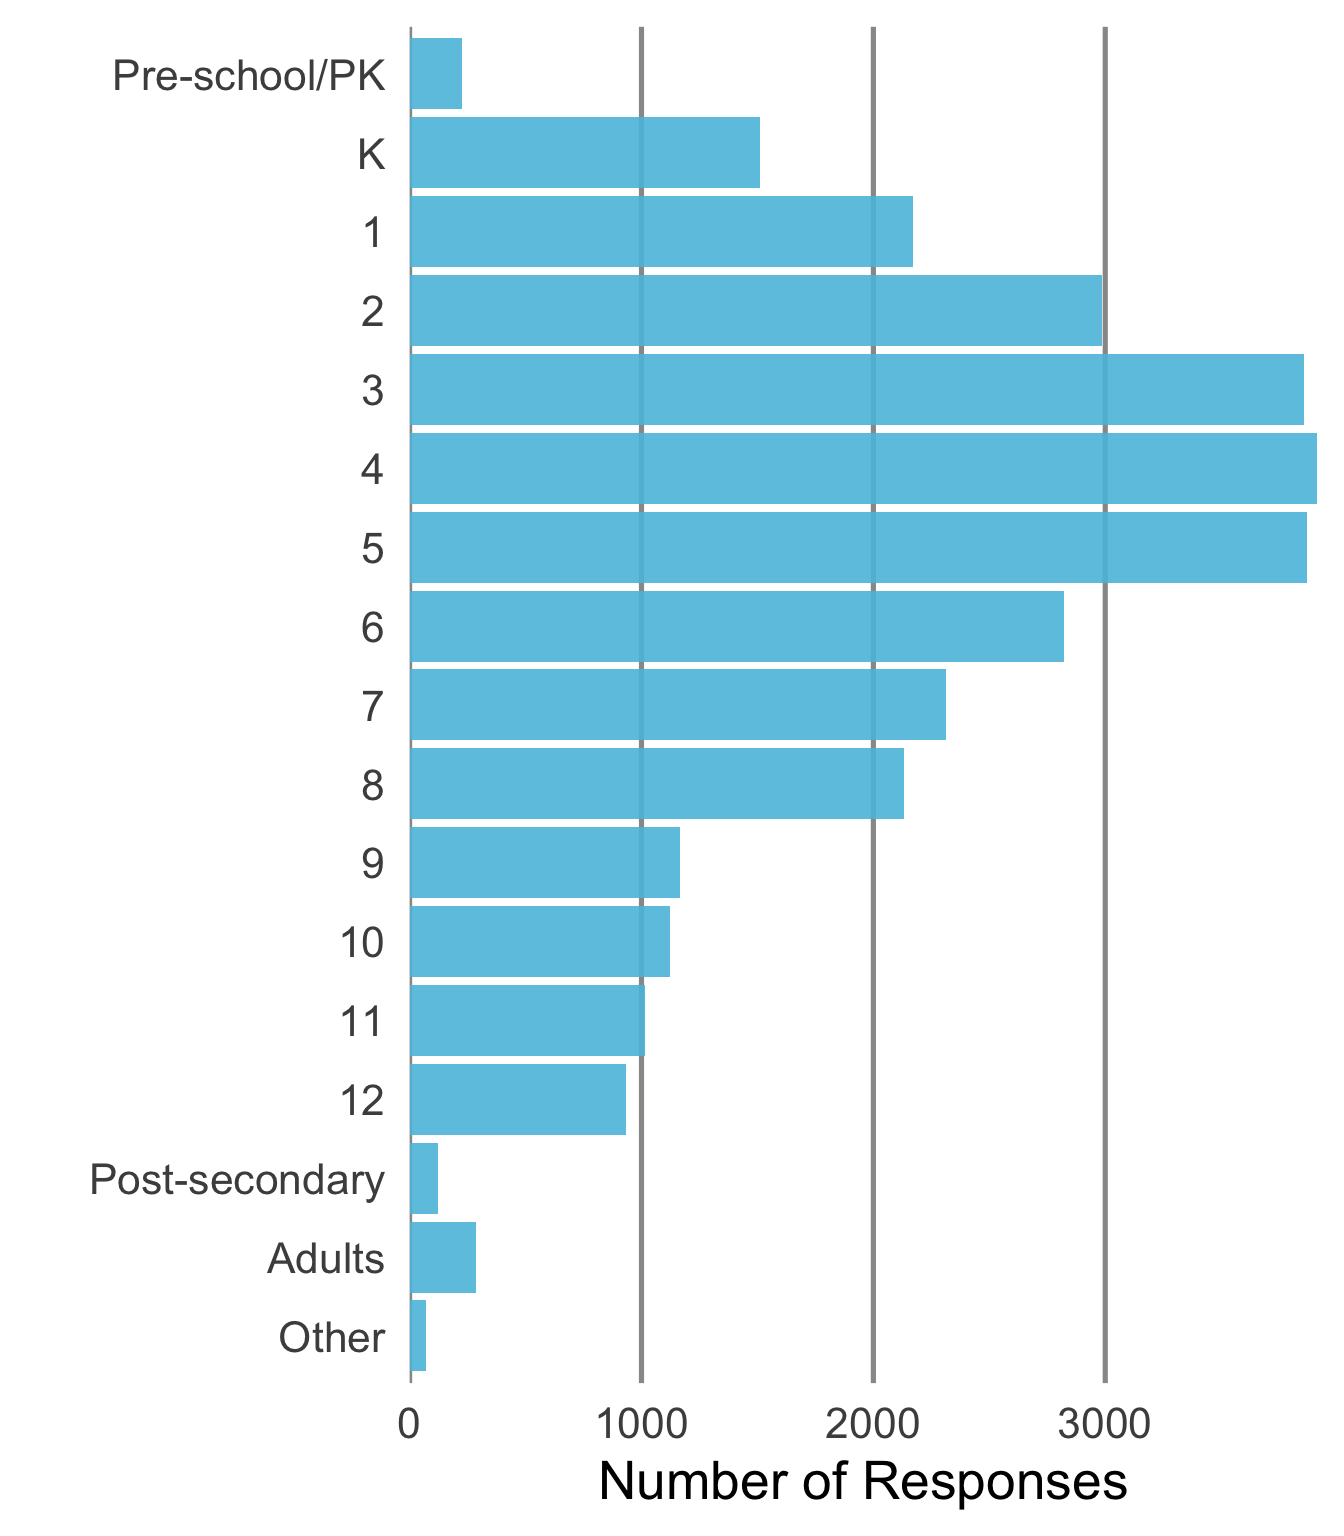 Pre-school/PK
K
1
2
3
4
5
6
7
8
9
10
11
12
Post-secondary
Adults
Other
0 1000 2000 3000
Number of Responses